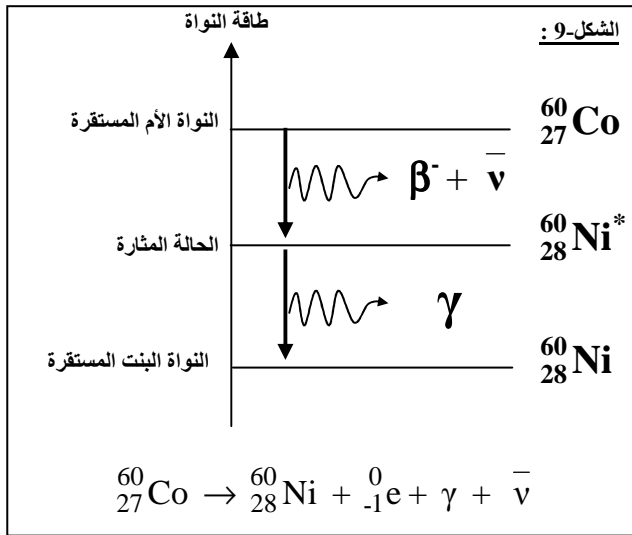 الشكل-9 :
طاقة النواة
النواة الأم المستقرة
⁶⁰₂₇Co
β⁻ + ν̅
الحالة المثارة
⁶⁰₂₈Ni*
γ
النواة البنت المستقرة
⁶⁰₂₈Ni
⁶⁰₂₇Co → ⁶⁰₂₈Ni + ⁰₋₁e + γ + ν̅